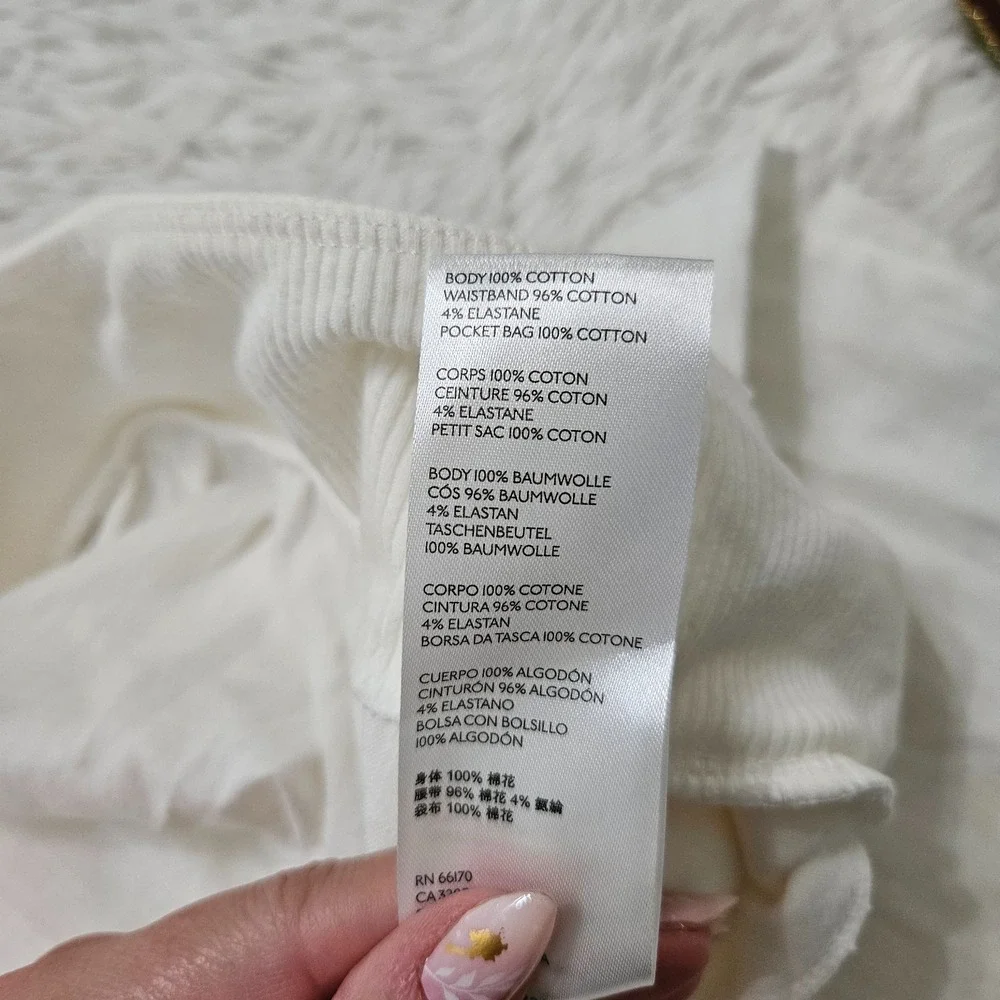 BODY 100% COTTON
WAISTBAND 96% COTTON
4% ELASTANE
POCKET BAG 100% COTTON
CORPS 100% COTON
CEINTURE 96% COTON
4% ELASTANE
PETIT SAC 100% COTON
BODY 100% BAUMWOLLE
CÓS 96% BAUMWOLLE
4% ELASTAN
TASCHENBEUTEL
100% BAUMWOLLE
CORPO 100% COTONE
CINTURA 96% COTONE
4% ELASTAN
BORSA DA TASCA 100% COTONE
CUERPO 100% ALGODÓN
CINTURÓN 96% ALGODÓN
4% ELASTANO
BOLSA CON BOLSILLO
100% ALGODÓN
身体 100% 棉花
腰带 96% 棉花 4% 氨綸
袋布 100% 棉花
RN 66170
CA